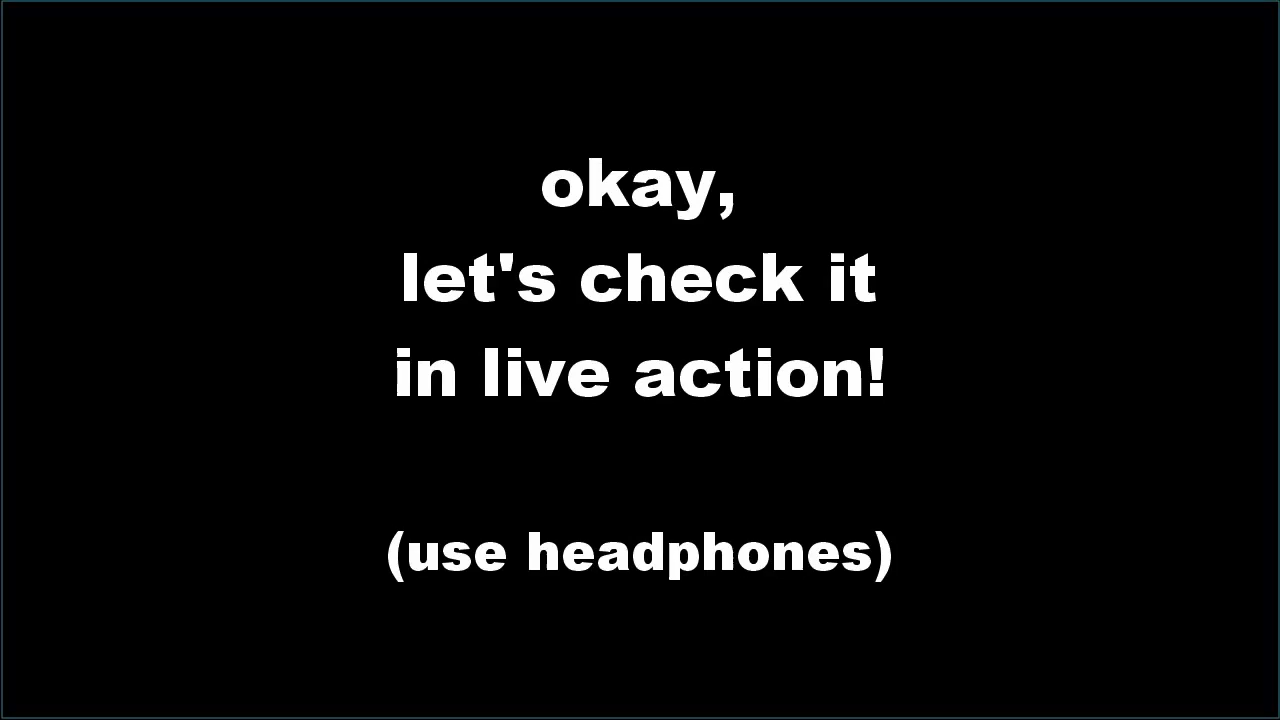 okay,
let's check it
in live action!
(use headphones)